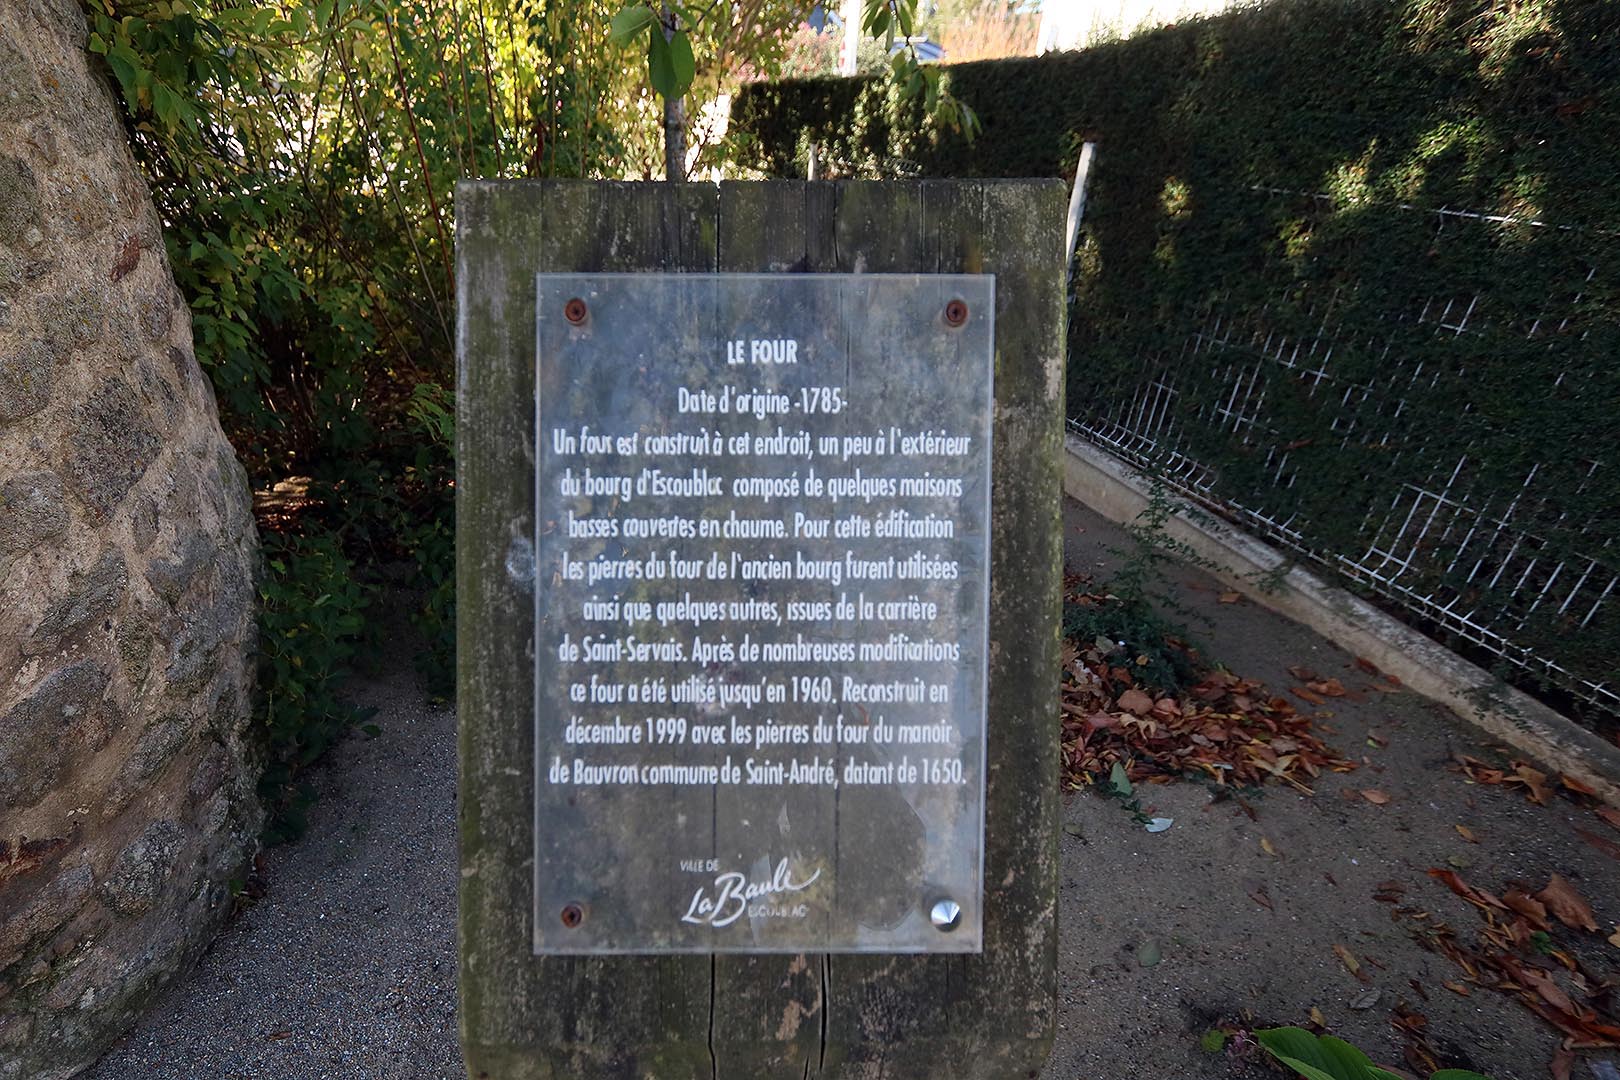 LE FOUR
Date d'origine -1785-
Un four est construit à cet endroit, un peu à l'extérieur
du bourg d'Escoublac composé de quelques maisons
basses couvertes en chaume. Pour cette édification
les pierres du four de l'ancien bourg furent utilisées
ainsi que quelques autres, issues de la carrière
de Saint-Servais. Après de nombreuses modifications
ce four a été utilisé jusqu'en 1960. Reconstruit en
décembre 1999 avec les pierres du four du manoir
de Bauvron commune de Saint-André, datant de 1650.
VILLE DE
La Baule
ESCOUBLAC